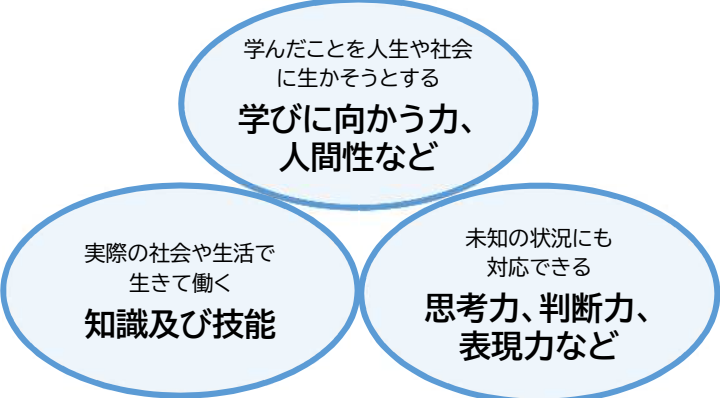 学んだことを人生や社会
に生かそうとする
学びに向かう力、
人間性など
実際の社会や生活で
生きて働く
知識及び技能
未知の状況にも
対応できる
思考力、判断力、
表現力など